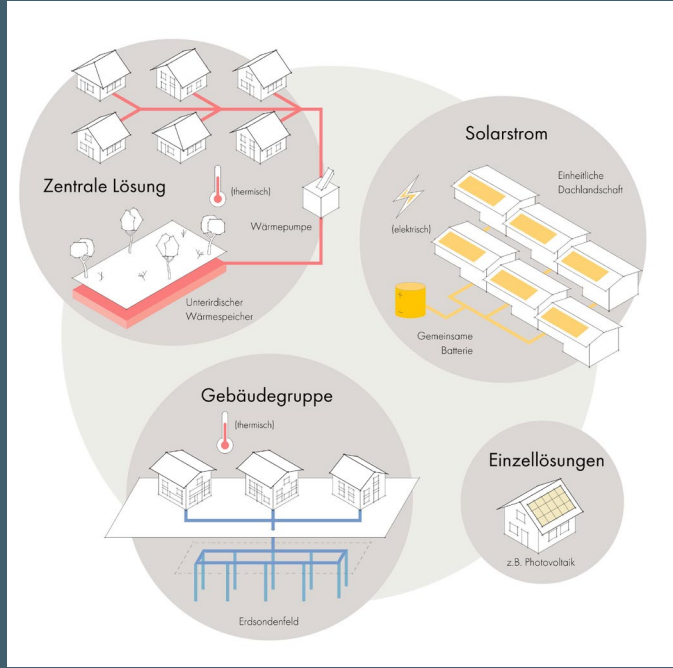 Zentrale Lösung
(thermisch)
Wärmepumpe
Unterirdischer
Wärmespeicher
Solarstrom
Einheitliche
Dachlandschaft
(elektrisch)
Gemeinsame
Batterie
Gebäudegruppe
(thermisch)
Erdsondenfeld
Einzellösungen
z.B. Photovoltaik